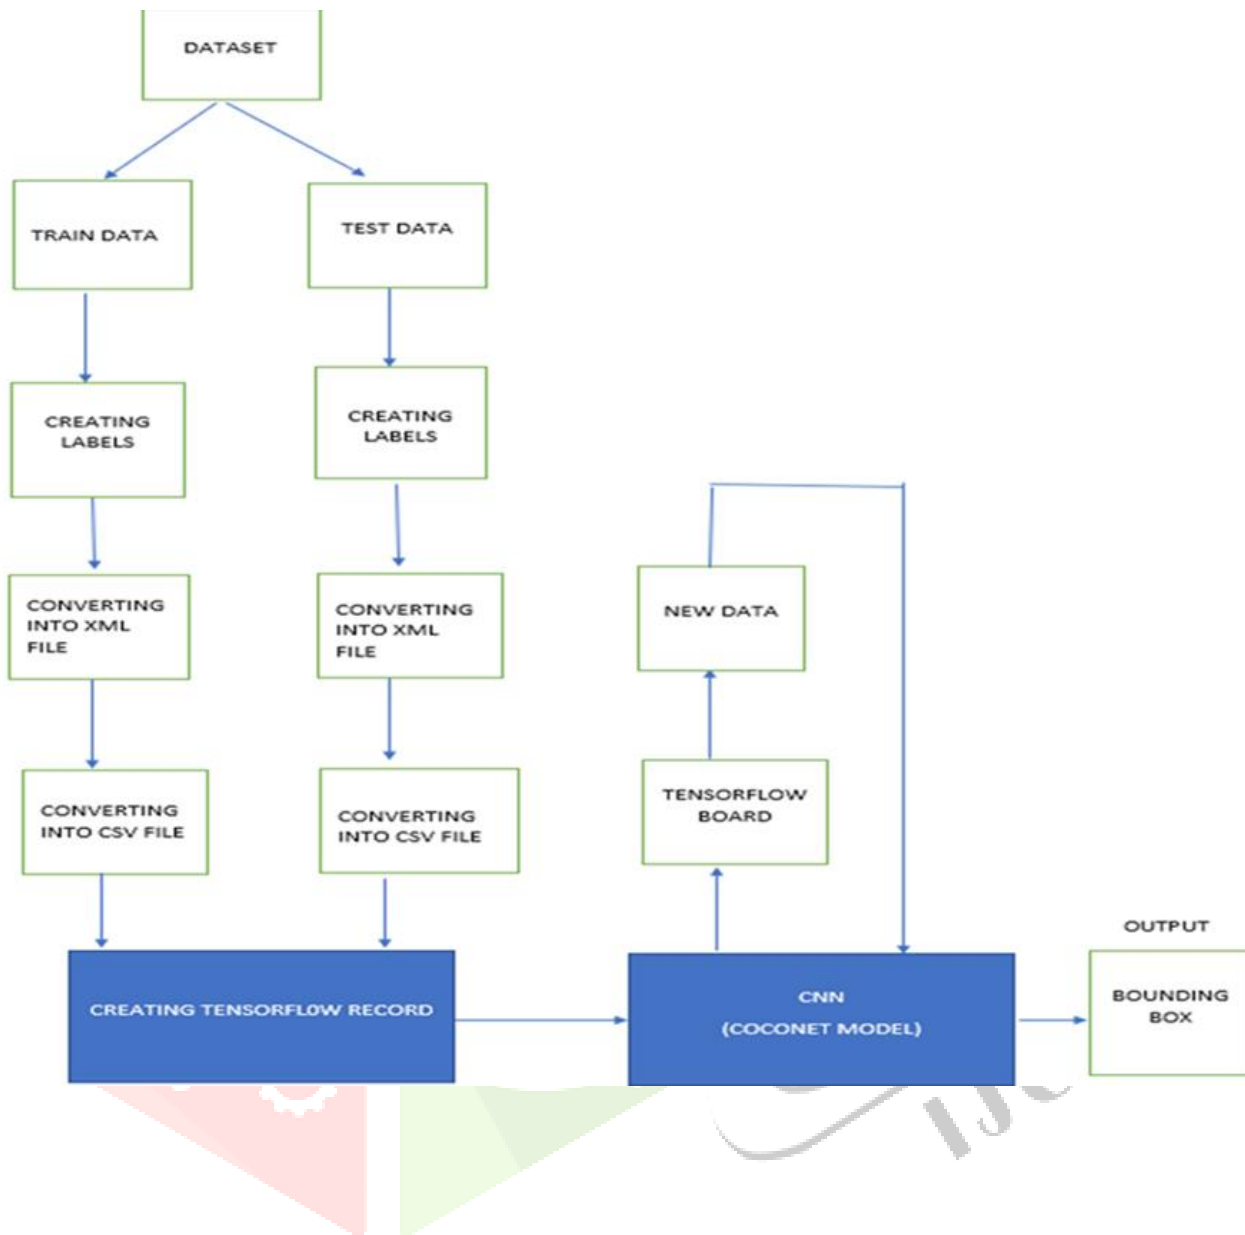 DATASET
TRAIN DATA
TEST DATA
CREATING
LABELS
CREATING
LABELS
CONVERTING
INTO XML
FILE
CONVERTING
INTO XML
FILE
NEW DATA
CONVERTING
INTO CSV FILE
CONVERTING
INTO CSV FILE
TENSORFLOW
BOARD
CREATING TENSORFL0W RECORD
CNN
(COCONET MODEL)
OUTPUT
BOUNDING
BOX